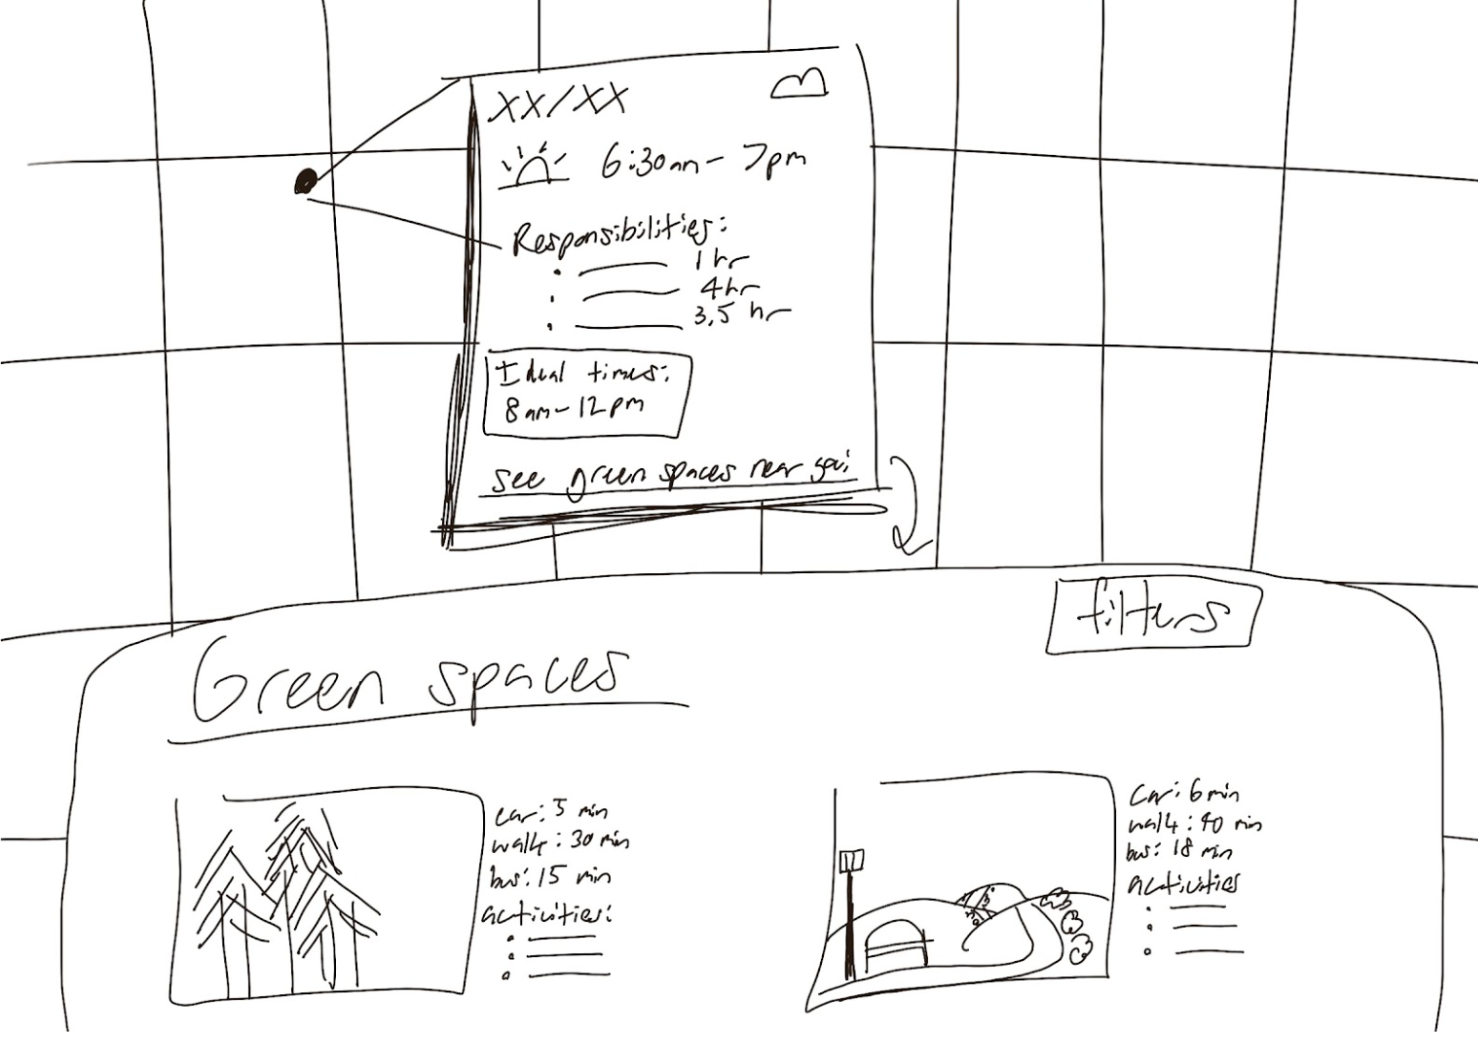 XX/XX
6:30am - 7pm
Responsibilities:
1 hr
4hr
3,5 hr
Ideal times:
8am - 12pm
see green spaces near you:
filters
Green spaces
car: 5 min
walk: 30 min
bus: 15 min
activities:
Car: 6 min
walk: 40 min
bus: 18 min
activities